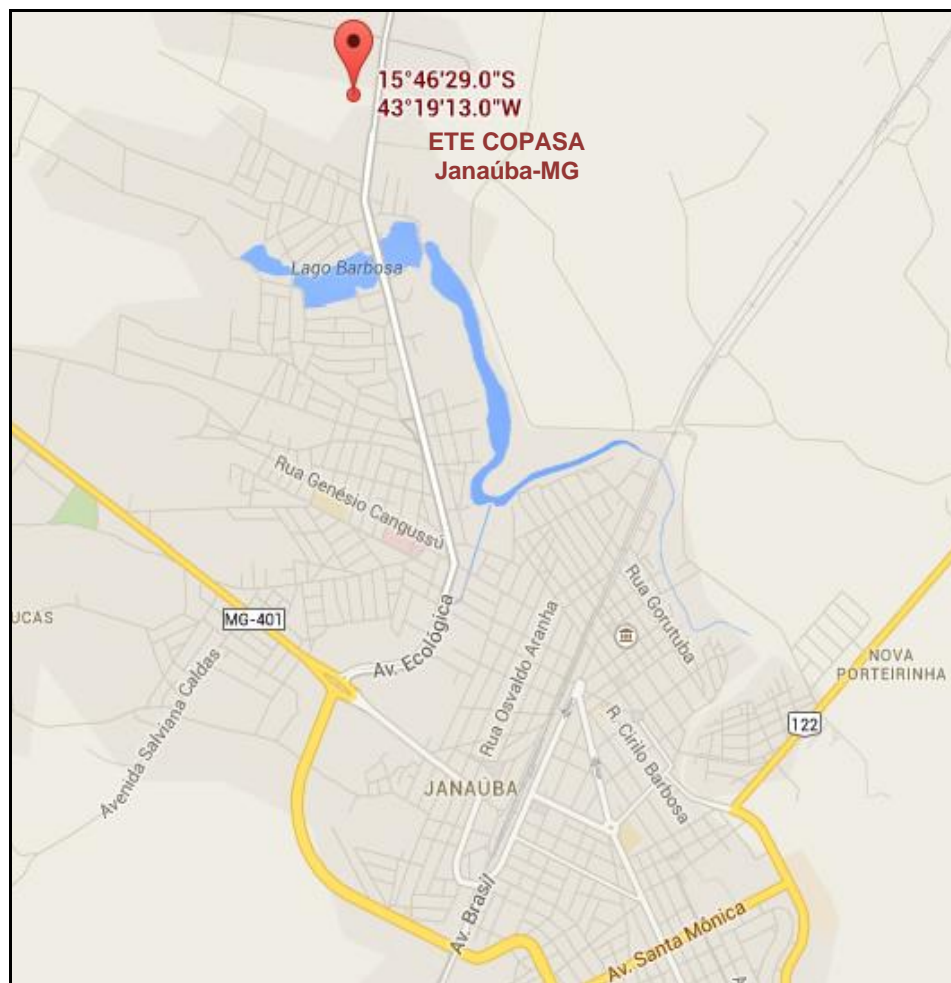 15°46'29.0"S
43°19'13.0"W
ETE COPASA
Janaúba-MG
Lago Barbosa
Rua Genésio Cangussú
UCAS
MG-401
Av. Ecológica
Rua Osvaldo Aranha
Rua Gorutuba
NOVA
PORTEIRINHA
Avenida Salviana Caldas
122
R. Cirilo Barbosa
JANAÚBA
Av. Brasil
Av. Santa Mônica
A